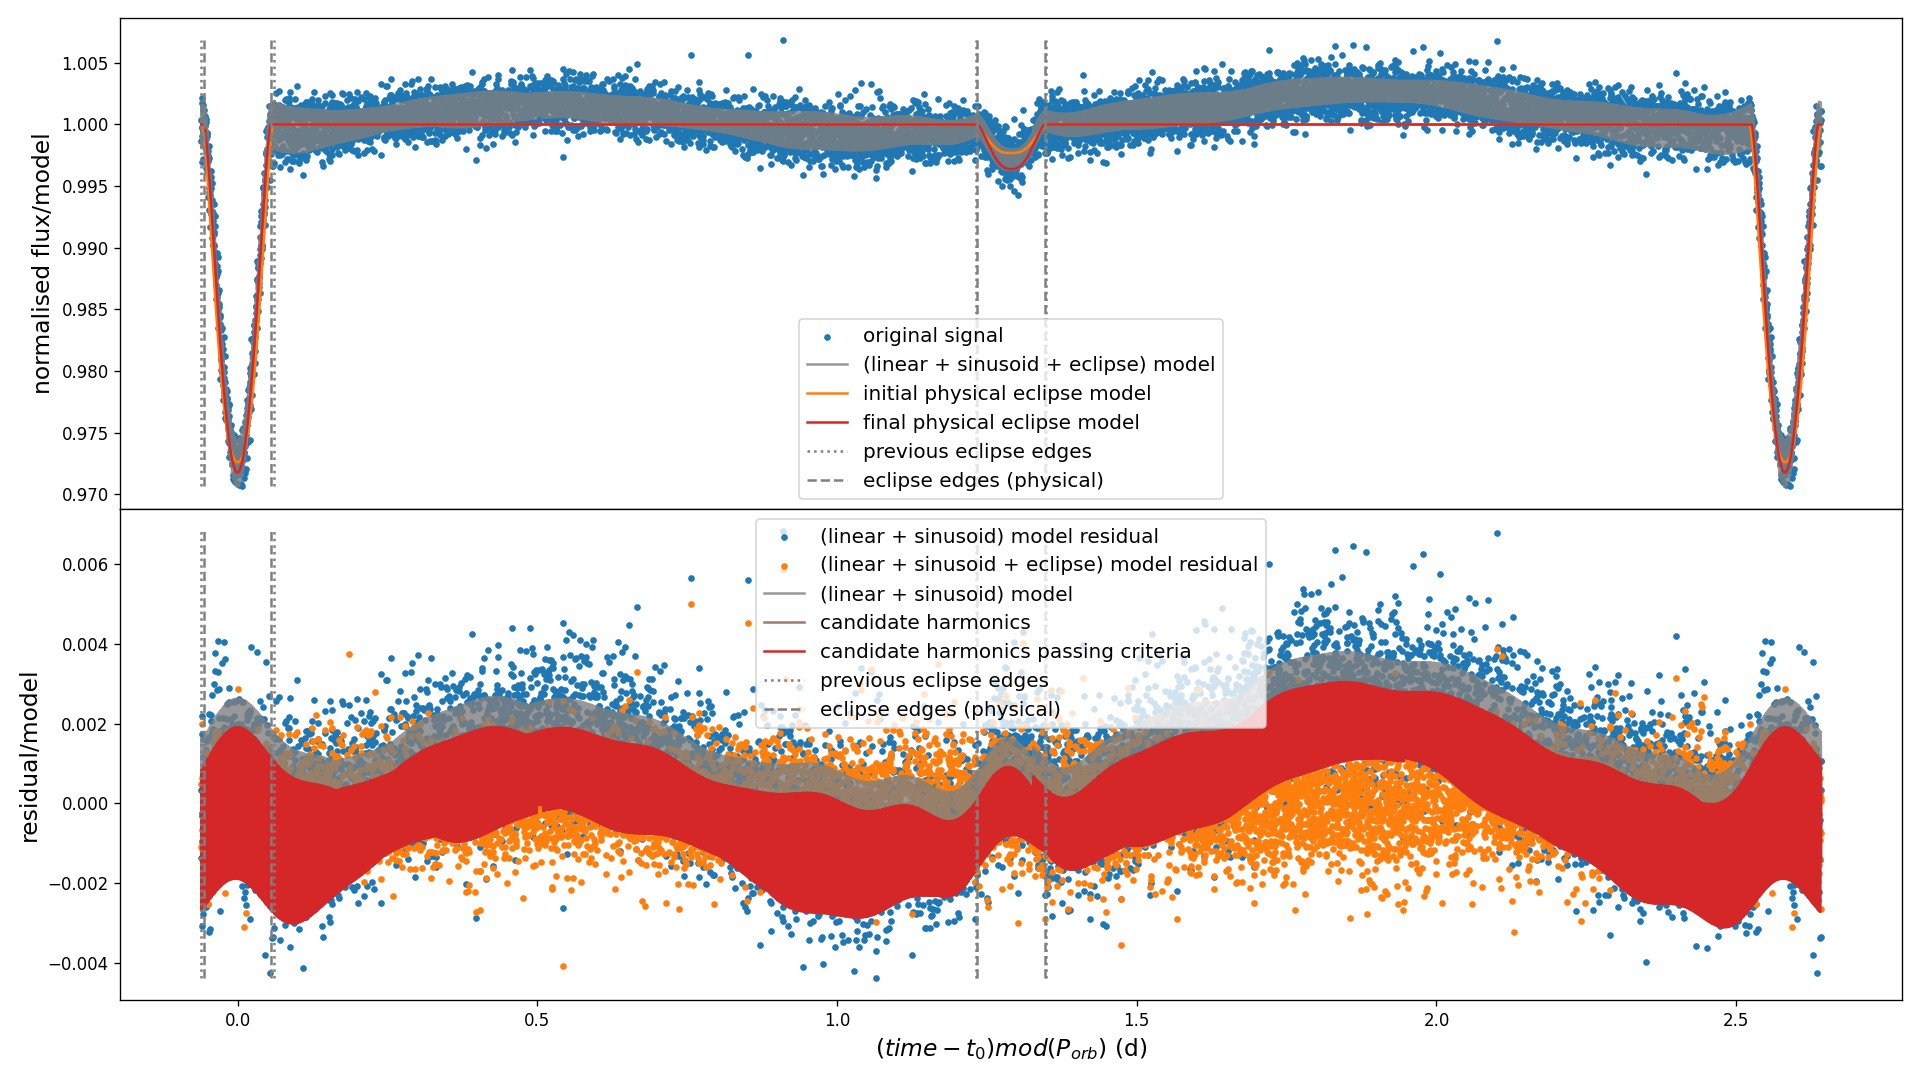 normalised flux/model
1.005
1.000
0.995
0.990
0.985
0.980
0.975
0.970
original signal
(linear + sinusoid + eclipse) model
initial physical eclipse model
final physical eclipse model
previous eclipse edges
eclipse edges (physical)
residual/model
0.006
0.004
0.002
0.000
−0.002
−0.004
(linear + sinusoid) model residual
(linear + sinusoid + eclipse) model residual
(linear + sinusoid) model
candidate harmonics
candidate harmonics passing criteria
previous eclipse edges
eclipse edges (physical)
0.0 0.5 1.0 1.5 2.0 2.5
(time − t₀)mod(P_orb) (d)